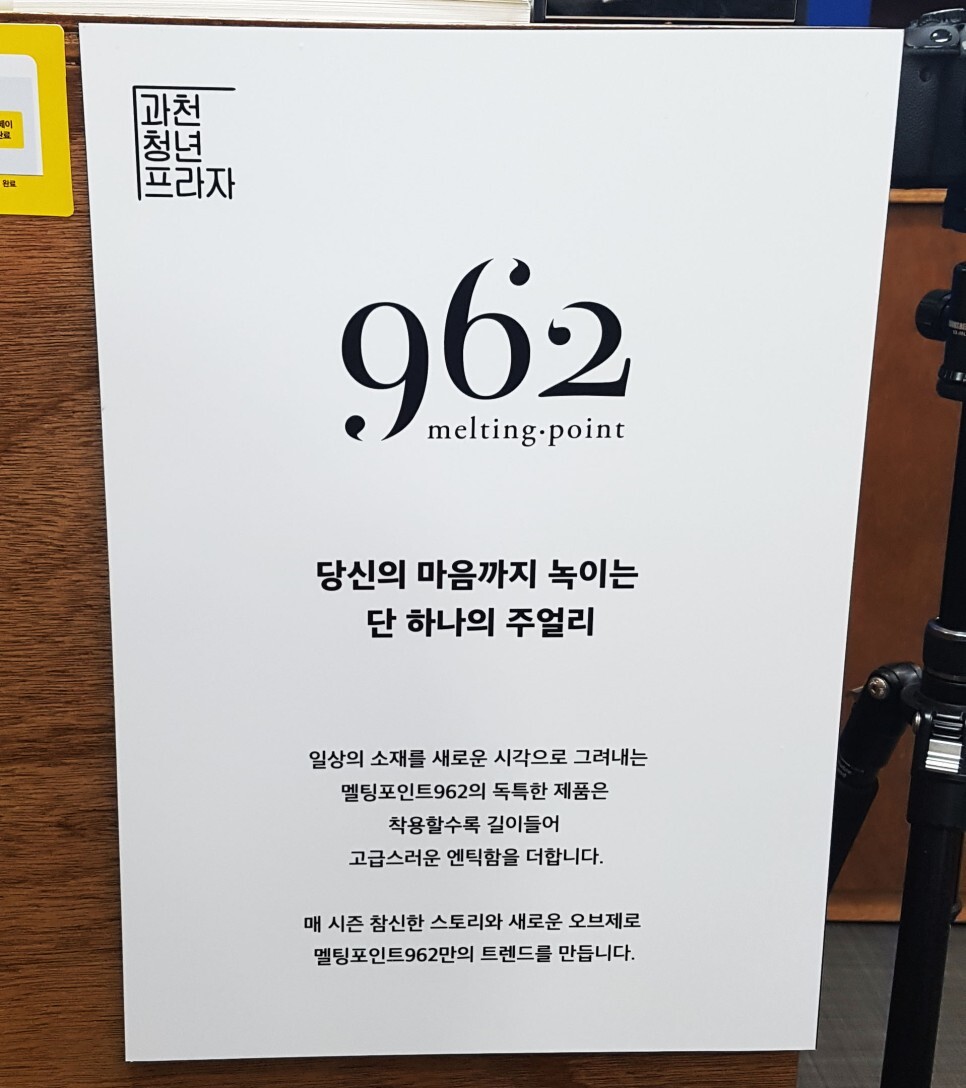 과천
청년
프라자
962
melting·point
당신의 마음까지 녹이는
단 하나의 주얼리
일상의 소재를 새로운 시각으로 그려내는
멜팅포인트962의 독특한 제품은
착용할수록 길이들어
고급스러운 엔틱함을 더합니다.
매 시즌 참신한 스토리와 새로운 오브제로
멜팅포인트962만의 트렌드를 만듭니다.
완료